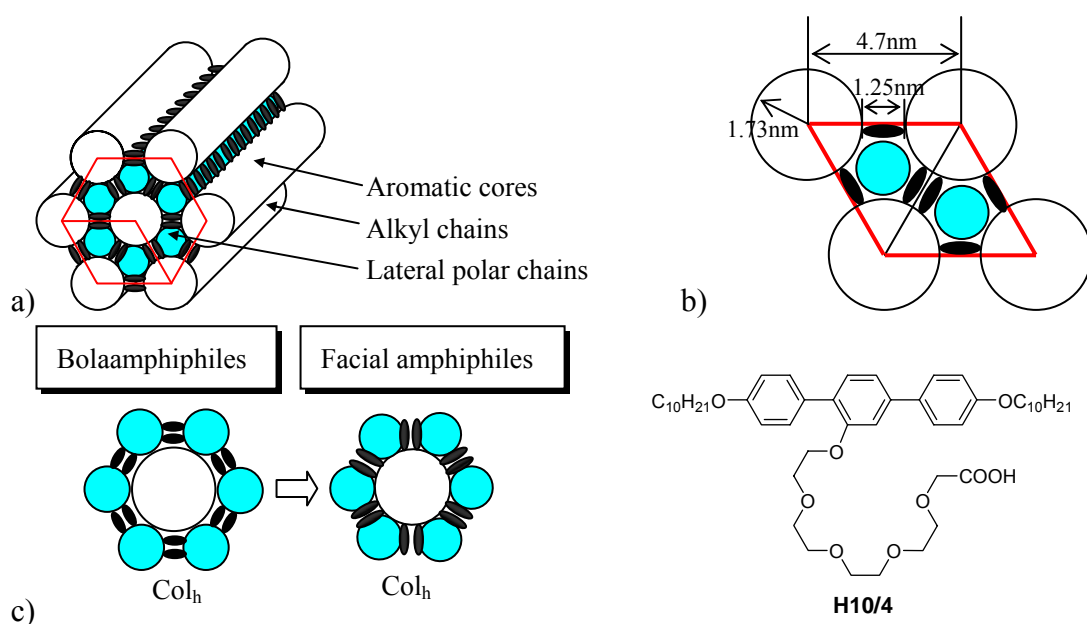 4.7nm
1.25nm
1.73nm
Aromatic cores
Alkyl chains
Lateral polar chains
a)
b)
Bolaamphiphiles
Facial amphiphiles
Colh
Colh
c)
C10H21O
OC10H21
O
COOH
O
O
O
O
H10/4